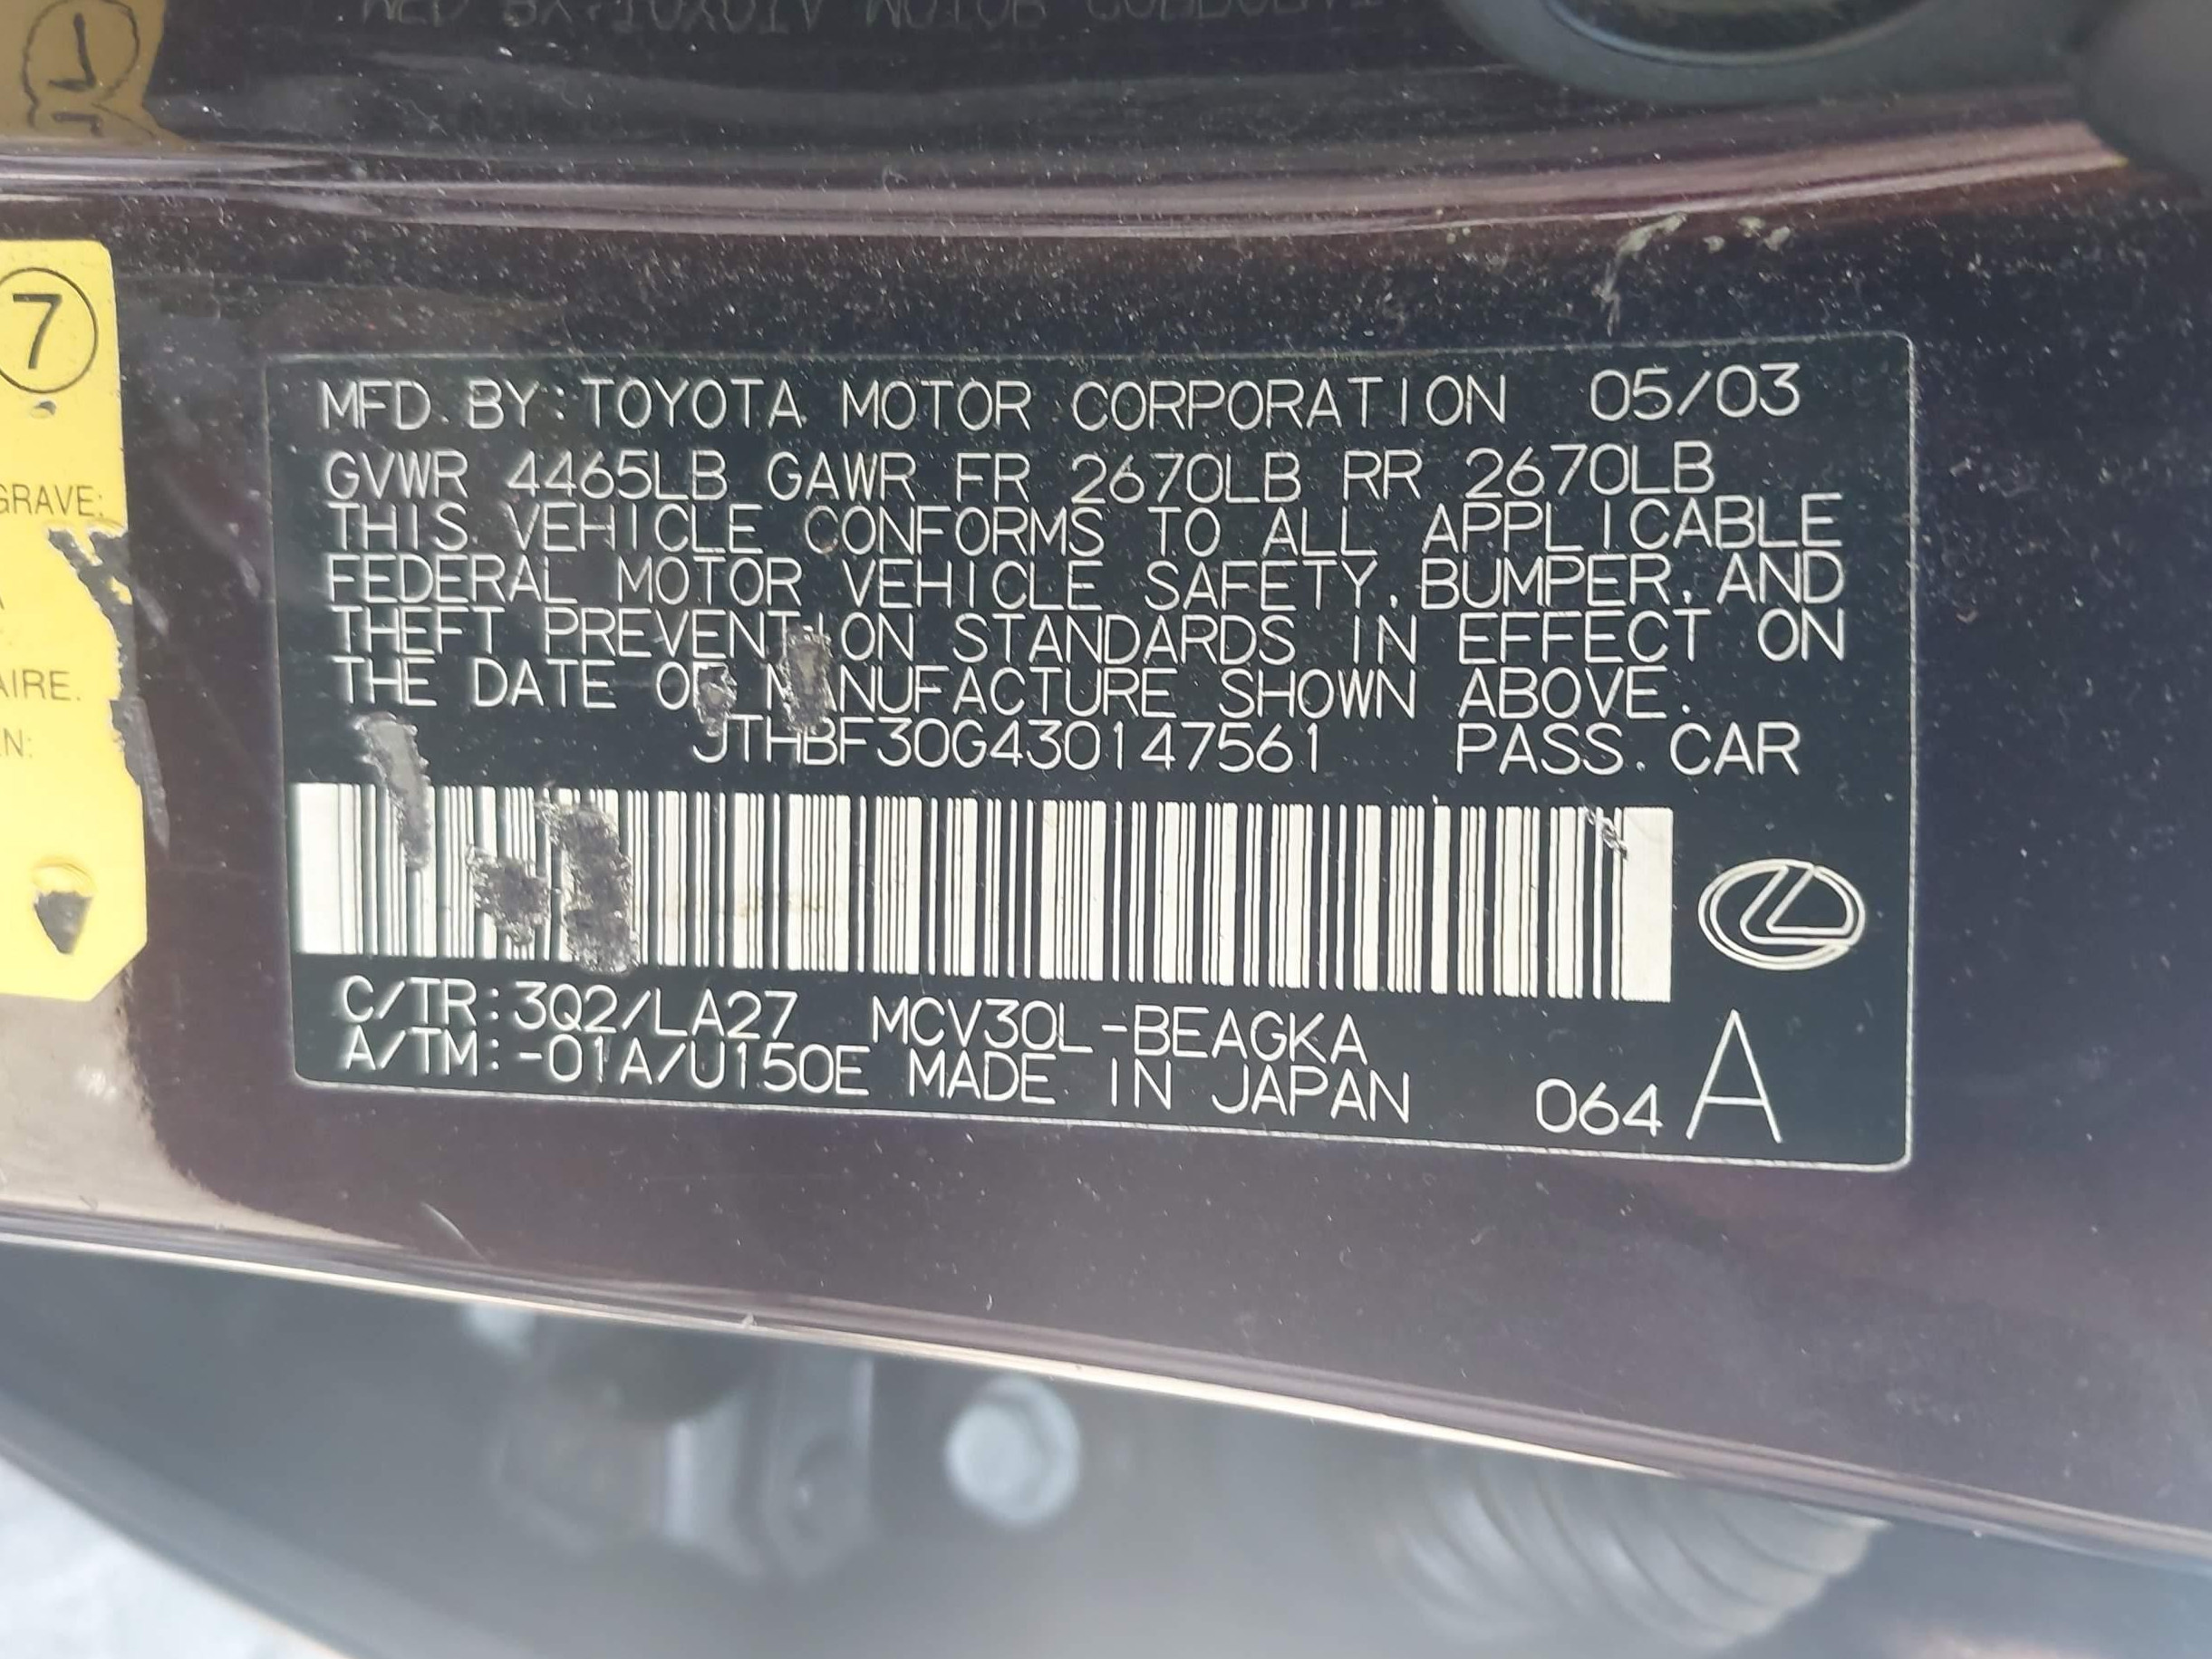 7
GRAVE:
AIRE.
N:
MFD. BY:TOYOTA MOTOR CORPORATION 05/03
GVWR 4465LB GAWR FR 2670LB RR 2670LB
THIS VEHICLE CONFORMS TO ALL APPLICABLE
FEDERAL MOTOR VEHICLE SAFETY, BUMPER, AND
THEFT PREVENTION STANDARDS IN EFFECT ON
THE DATE OF MANUFACTURE SHOWN ABOVE.
JTHBF30G430147561 PASS. CAR
C/TR:3Q2/LA27 MCV30L-BEAGKA
A/TM:-01A/U150E MADE IN JAPAN 064 A